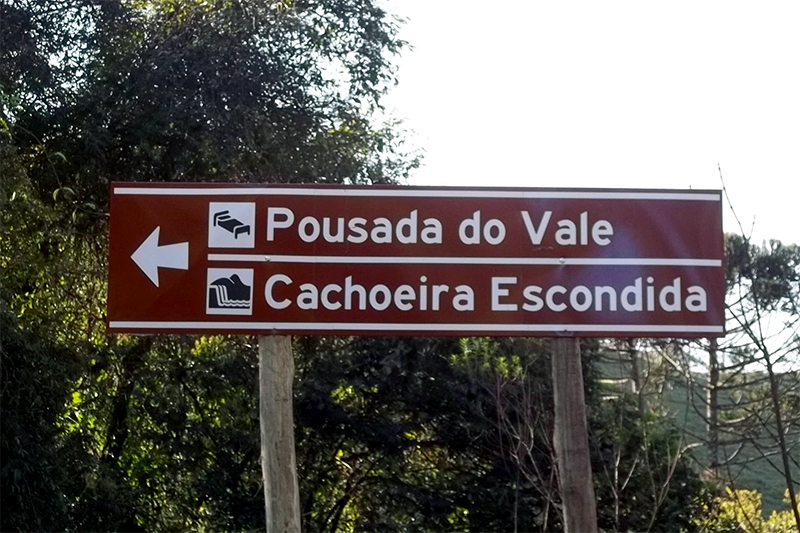 Pousada do Vale
Cachoeira Escondida